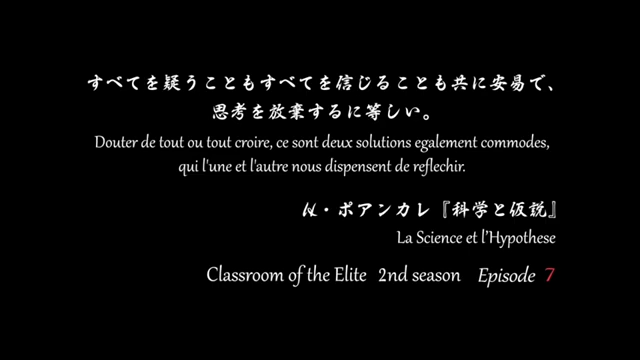 すべてを疑うこともすべてを信じることも共に安易で、
思考を放棄するに等しい。
Douter de tout ou tout croire, ce sont deux solutions egalement commodes,
qui l'une et l'autre nous dispensent de reflechir.
H・ポアンカレ『科学と仮説』
La Science et l'Hypothese
Classroom of the Elite 2nd season Episode 7